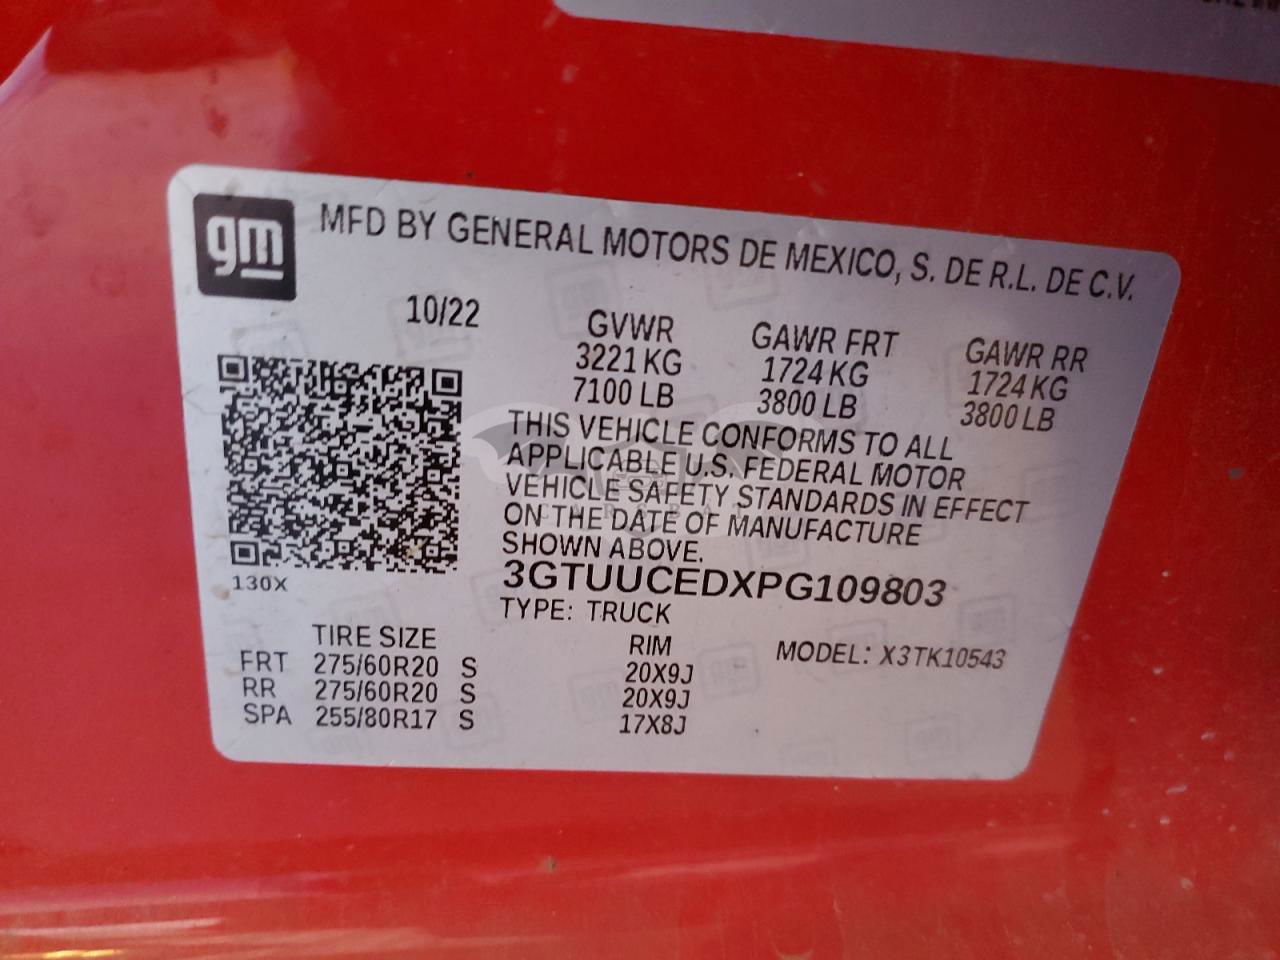 gm
MFD BY GENERAL MOTORS DE MEXICO, S. DE R.L. DE C.V.
10/22
GVWR GAWR FRT GAWR RR
3221 KG 1724 KG 1724 KG
7100 LB 3800 LB 3800 LB
THIS VEHICLE CONFORMS TO ALL
APPLICABLE U.S. FEDERAL MOTOR
VEHICLE SAFETY STANDARDS IN EFFECT
ON THE DATE OF MANUFACTURE
SHOWN ABOVE.
130X
3GTUUCEDXPG109803
TYPE: TRUCK
TIRE SIZE RIM MODEL: X3TK10543
FRT 275/60R20 S 20X9J
RR 275/60R20 S 20X9J
SPA 255/80R17 S 17X8J